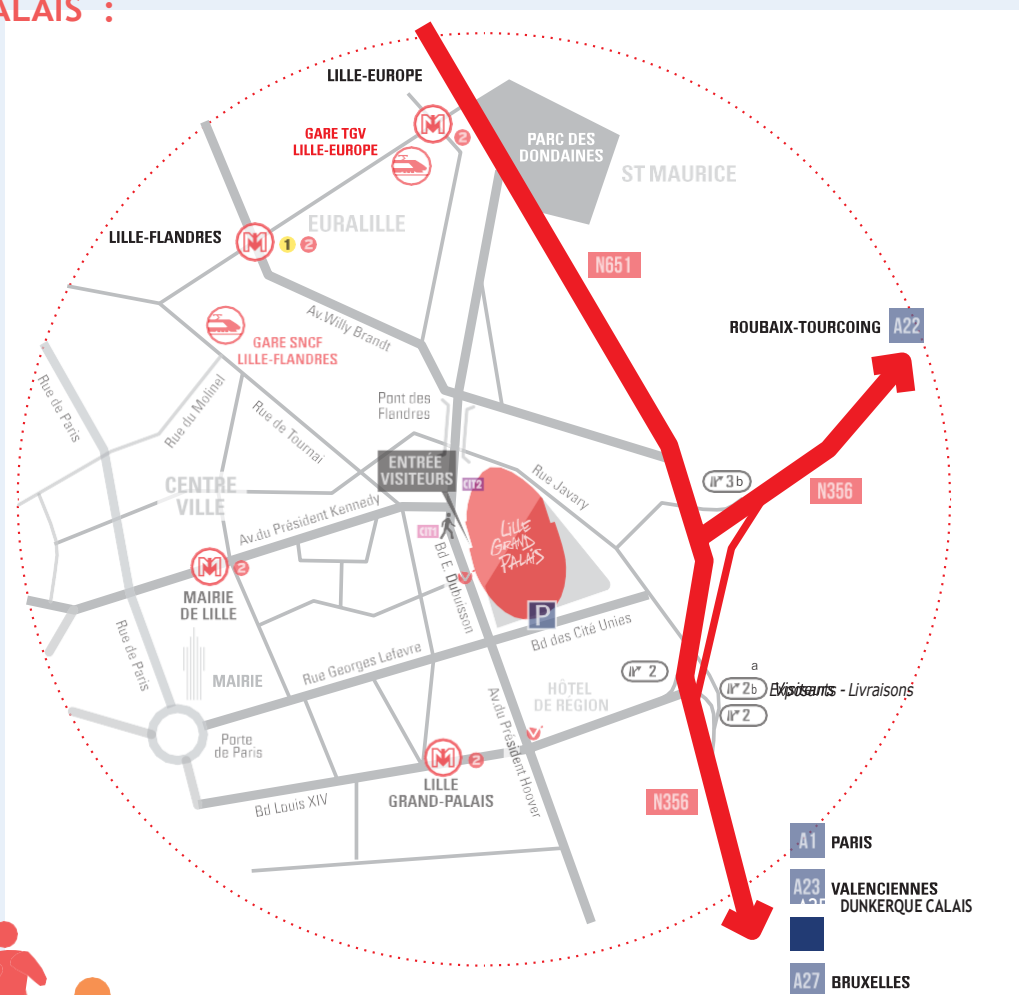 ALAIS :
LILLE-EUROPE
GARE TGV
LILLE-EUROPE
2
PARC DES
DONDAINES
ST MAURICE
EURALILLE
LILLE-FLANDRES
1 2
N651
Av.Willy Brandt
GARE SNCF
LILLE-FLANDRES
ROUBAIX-TOURCOING A22
Rue de Paris
Rue du Molinel
Rue de Tournai
Pont des
Flandres
ENTRÉE
VISITEURS
CIT2
Rue Javary
3b
N356
CENTRE
VILLE
Av.du Président Kennedy
CIT1
LiLLE
GRAND
PALAIS
Bd E. Dubuisson
2
MAIRIE
DE LILLE
P
Bd des Cité Unies
Rue de Paris
MAIRIE
Rue Georges Lefevre
HÔTEL
DE RÉGION
2
a
2b
Livraisons
2
Av.du Président Hoover
Porte
de Paris
2
LILLE
GRAND-PALAIS
Bd Louis XIV
N356
A1 PARIS
A23 VALENCIENNES
DUNKERQUE CALAIS
A27 BRUXELLES